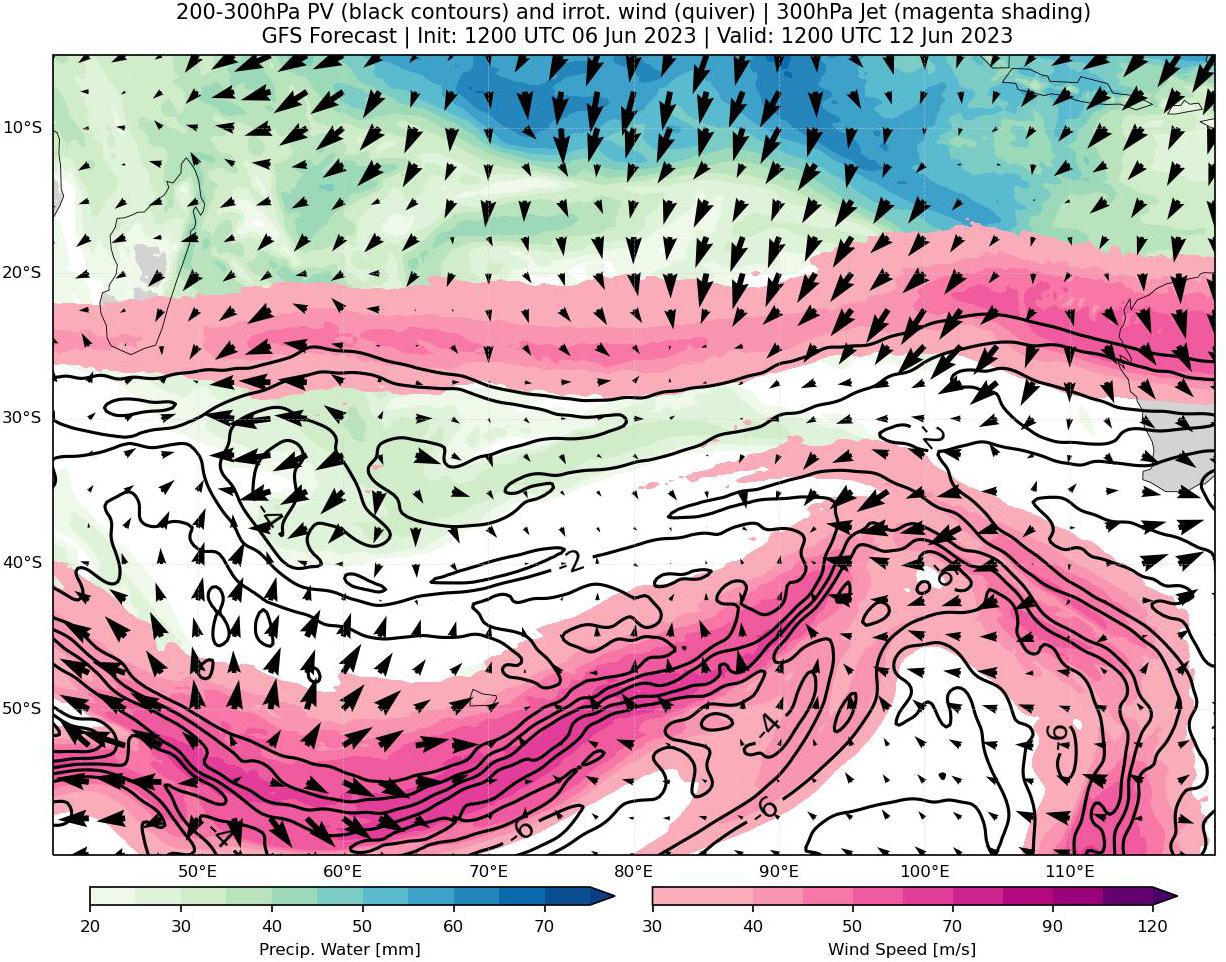 200-300hPa PV (black contours) and irrot. wind (quiver) | 300hPa Jet (magenta shading)
GFS Forecast | Init: 1200 UTC 06 Jun 2023 | Valid: 1200 UTC 12 Jun 2023
10°S
20°S
30°S
-2
-4
40°S
-2
-6
50°S
-4
-6
-6
-6
-4
50°E 60°E 70°E 80°E 90°E 100°E 110°E
20 30 40 50 60 70
30 40 50 70 90 120
Precip. Water [mm]
Wind Speed [m/s]